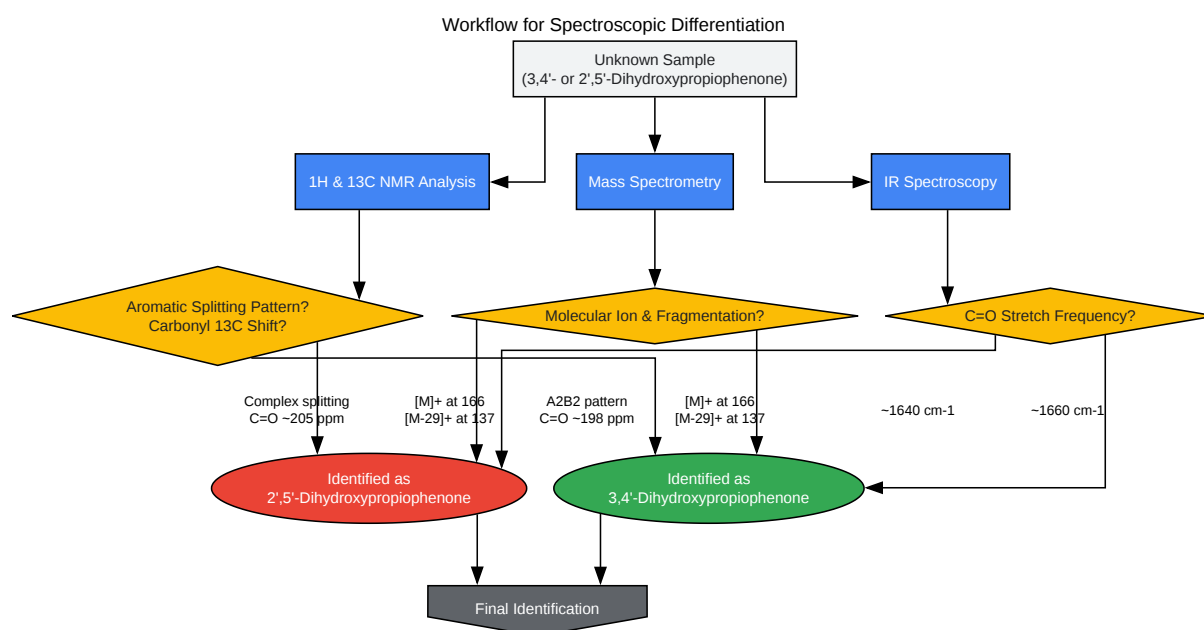 Workflow for Spectroscopic Differentiation
Unknown Sample
(3,4'- or 2',5'-Dihydroxypropiophenone)
1H & 13C NMR Analysis
Mass Spectrometry
IR Spectroscopy
Aromatic Splitting Pattern?
Carbonyl 13C Shift?
Molecular Ion & Fragmentation?
C=O Stretch Frequency?
Complex splitting
C=O ~205 ppm
[M]+ at 166
[M-29]+ at 137
A2B2 pattern
C=O ~198 ppm
[M]+ at 166
[M-29]+ at 137
~1640 cm-1
~1660 cm-1
Identified as
2',5'-Dihydroxypropiophenone
Identified as
3,4'-Dihydroxypropiophenone
Final Identification